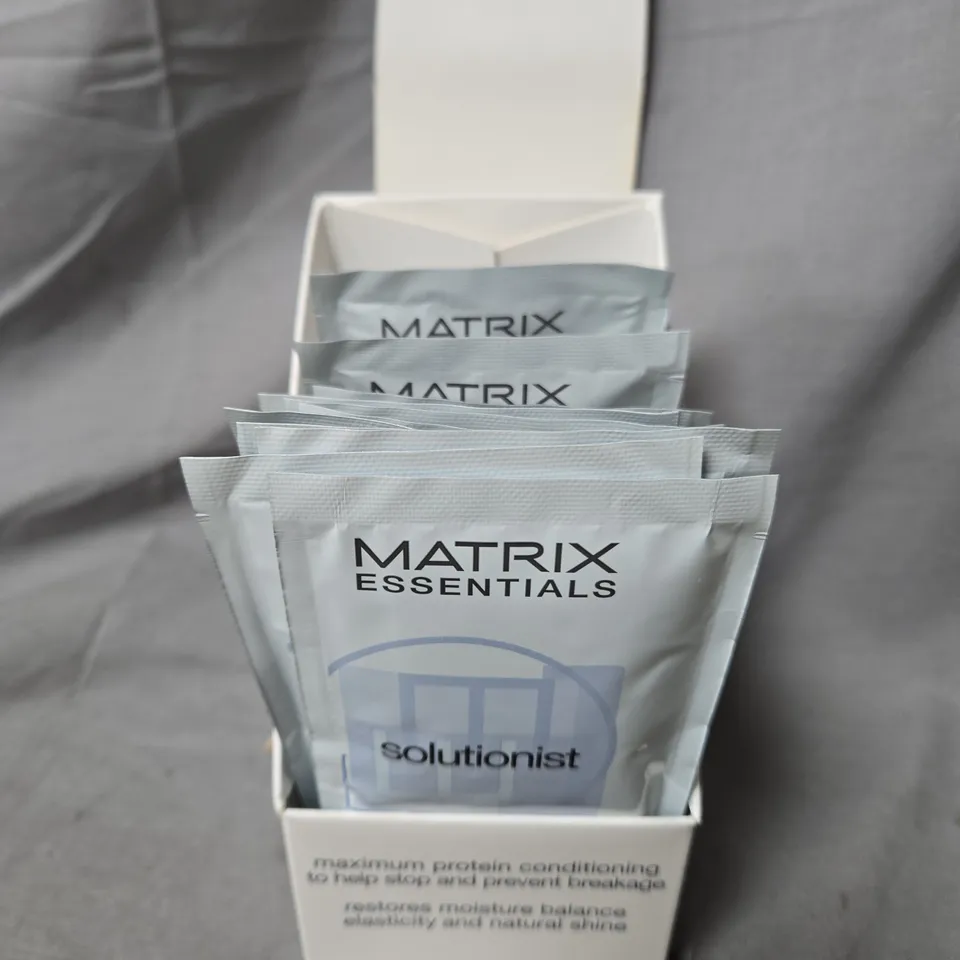 MATRIX
MATRIX
MATRIX
ESSENTIALS
solutionist
maximum protein conditioning
to help stop and prevent breakage
restores moisture balance
elasticity and natural shine